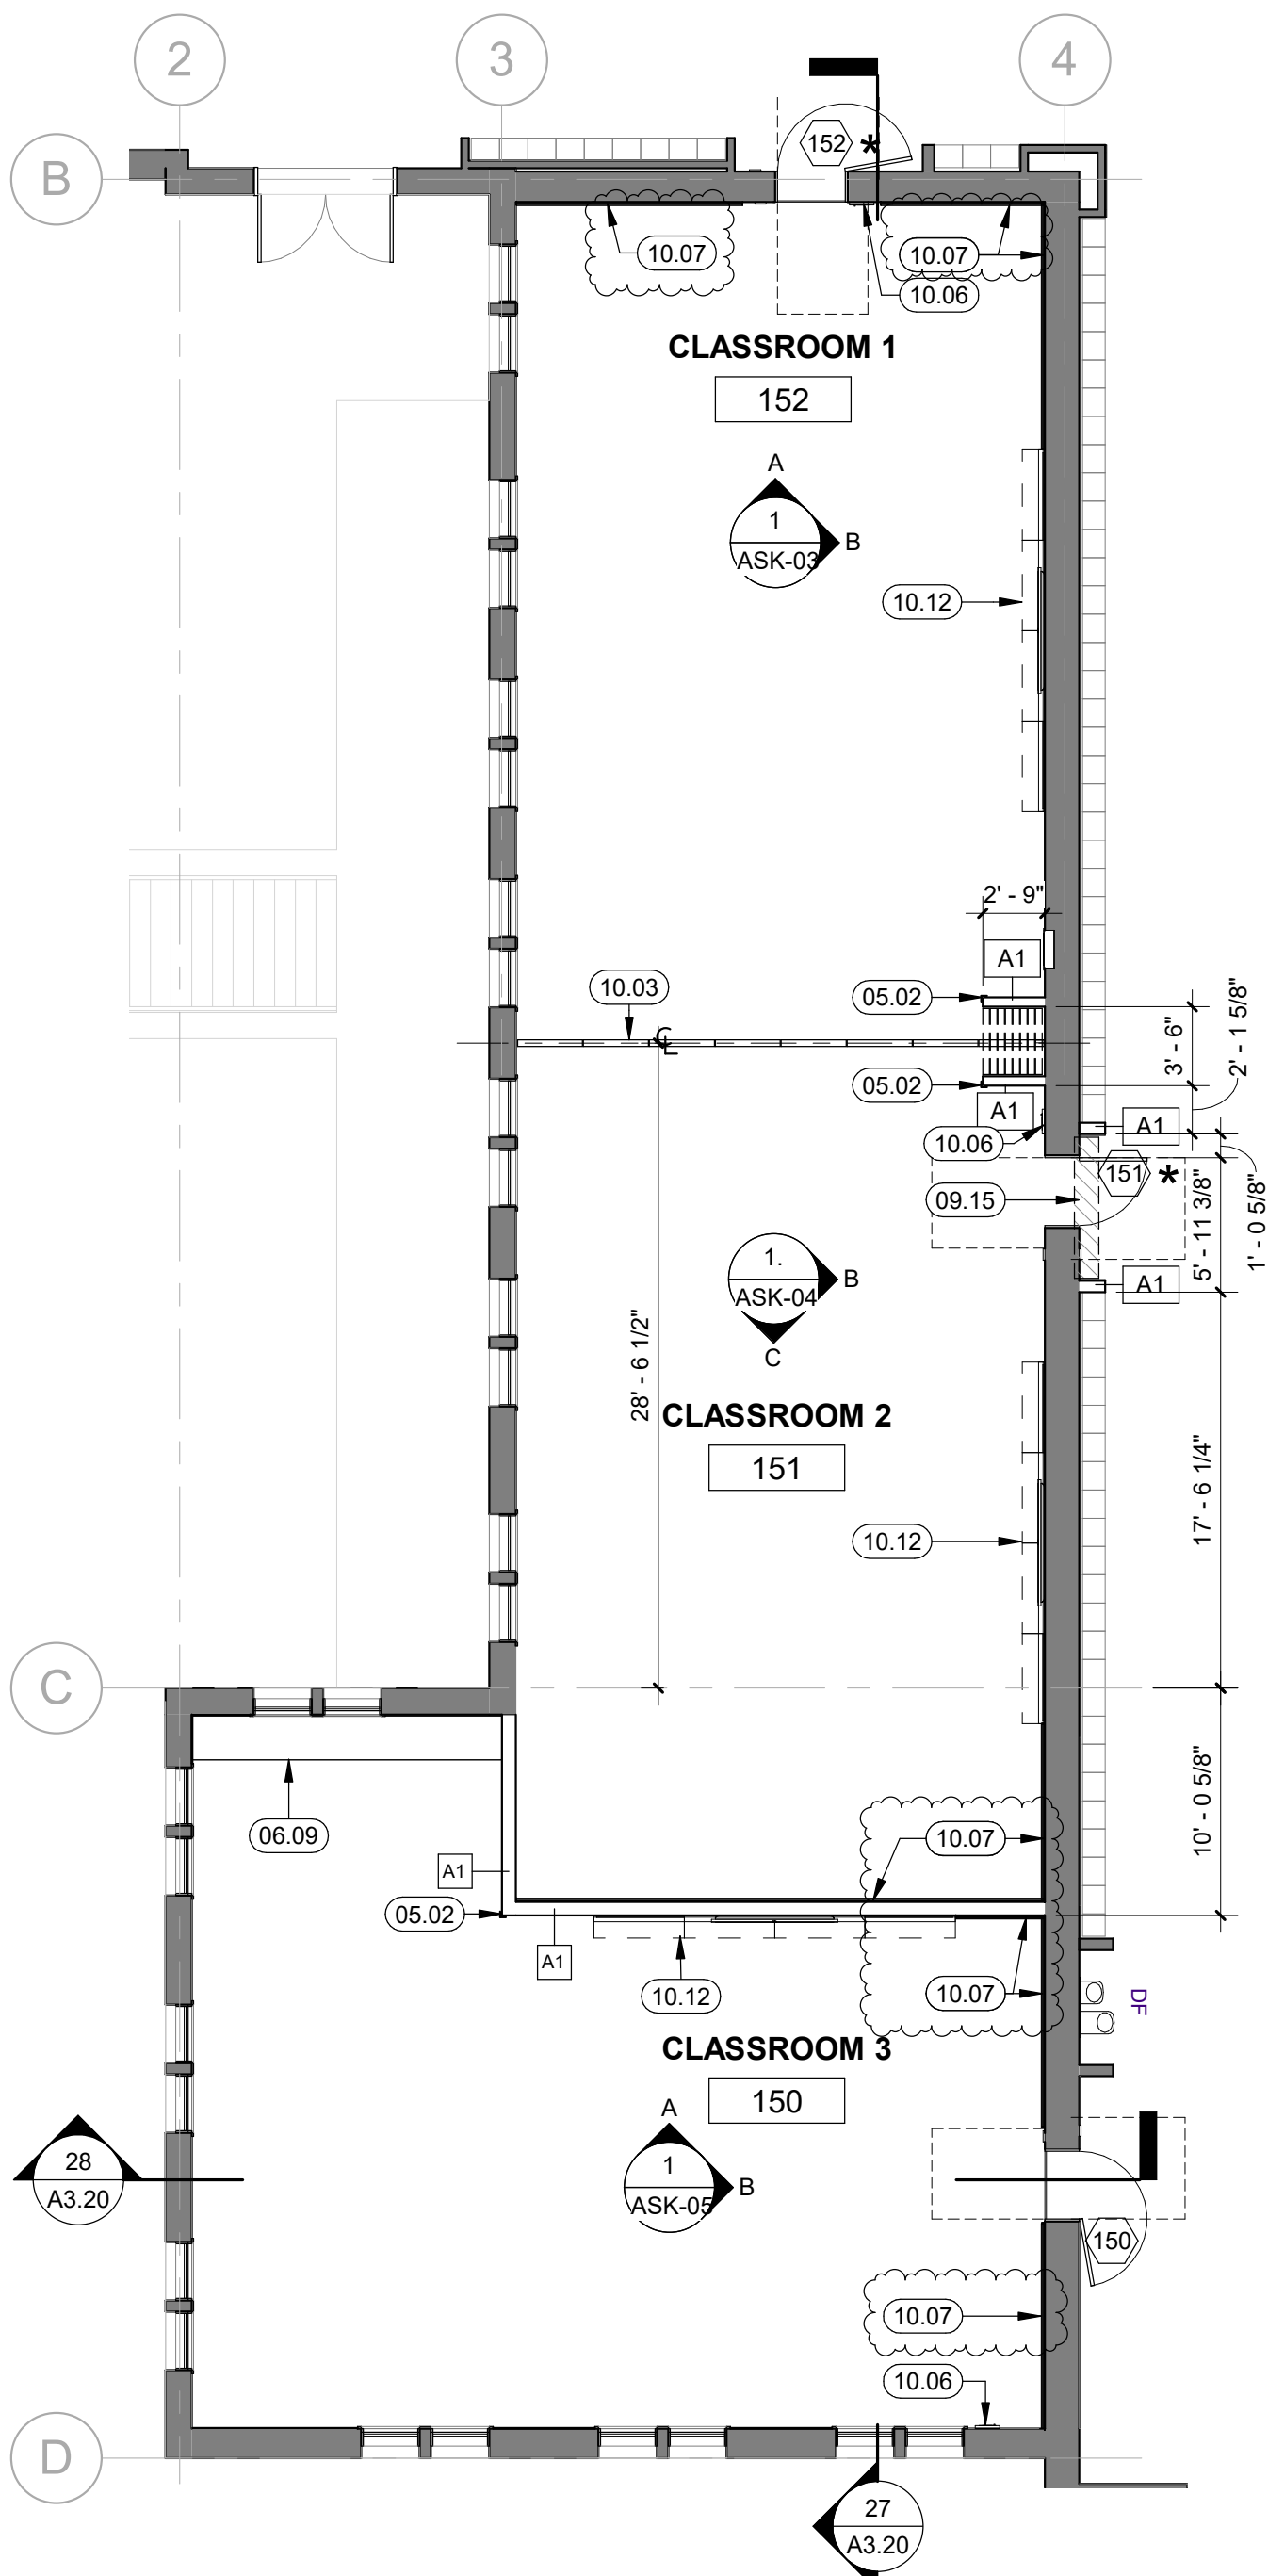 2
3
4
B
152
*
10.07
10.07
10.06
CLASSROOM 1
152
A
1
ASK-03
B
10.12
2' - 9"
A1
10.03
05.02
CL
05.02
A1
10.06
3' - 6"
2' - 1 5/8"
A1
151
*
09.15
5' - 11 3/8"
1' - 0 5/8"
A1
1.
ASK-04
B
C
28' - 6 1/2"
CLASSROOM 2
151
17' - 6 1/4"
10.12
C
06.09
10.07
10' - 0 5/8"
A1
05.02
A1
10.12
10.07
DF
CLASSROOM 3
150
A
1
ASK-05
B
28
A3.20
150
10.07
10.06
D
27
A3.20